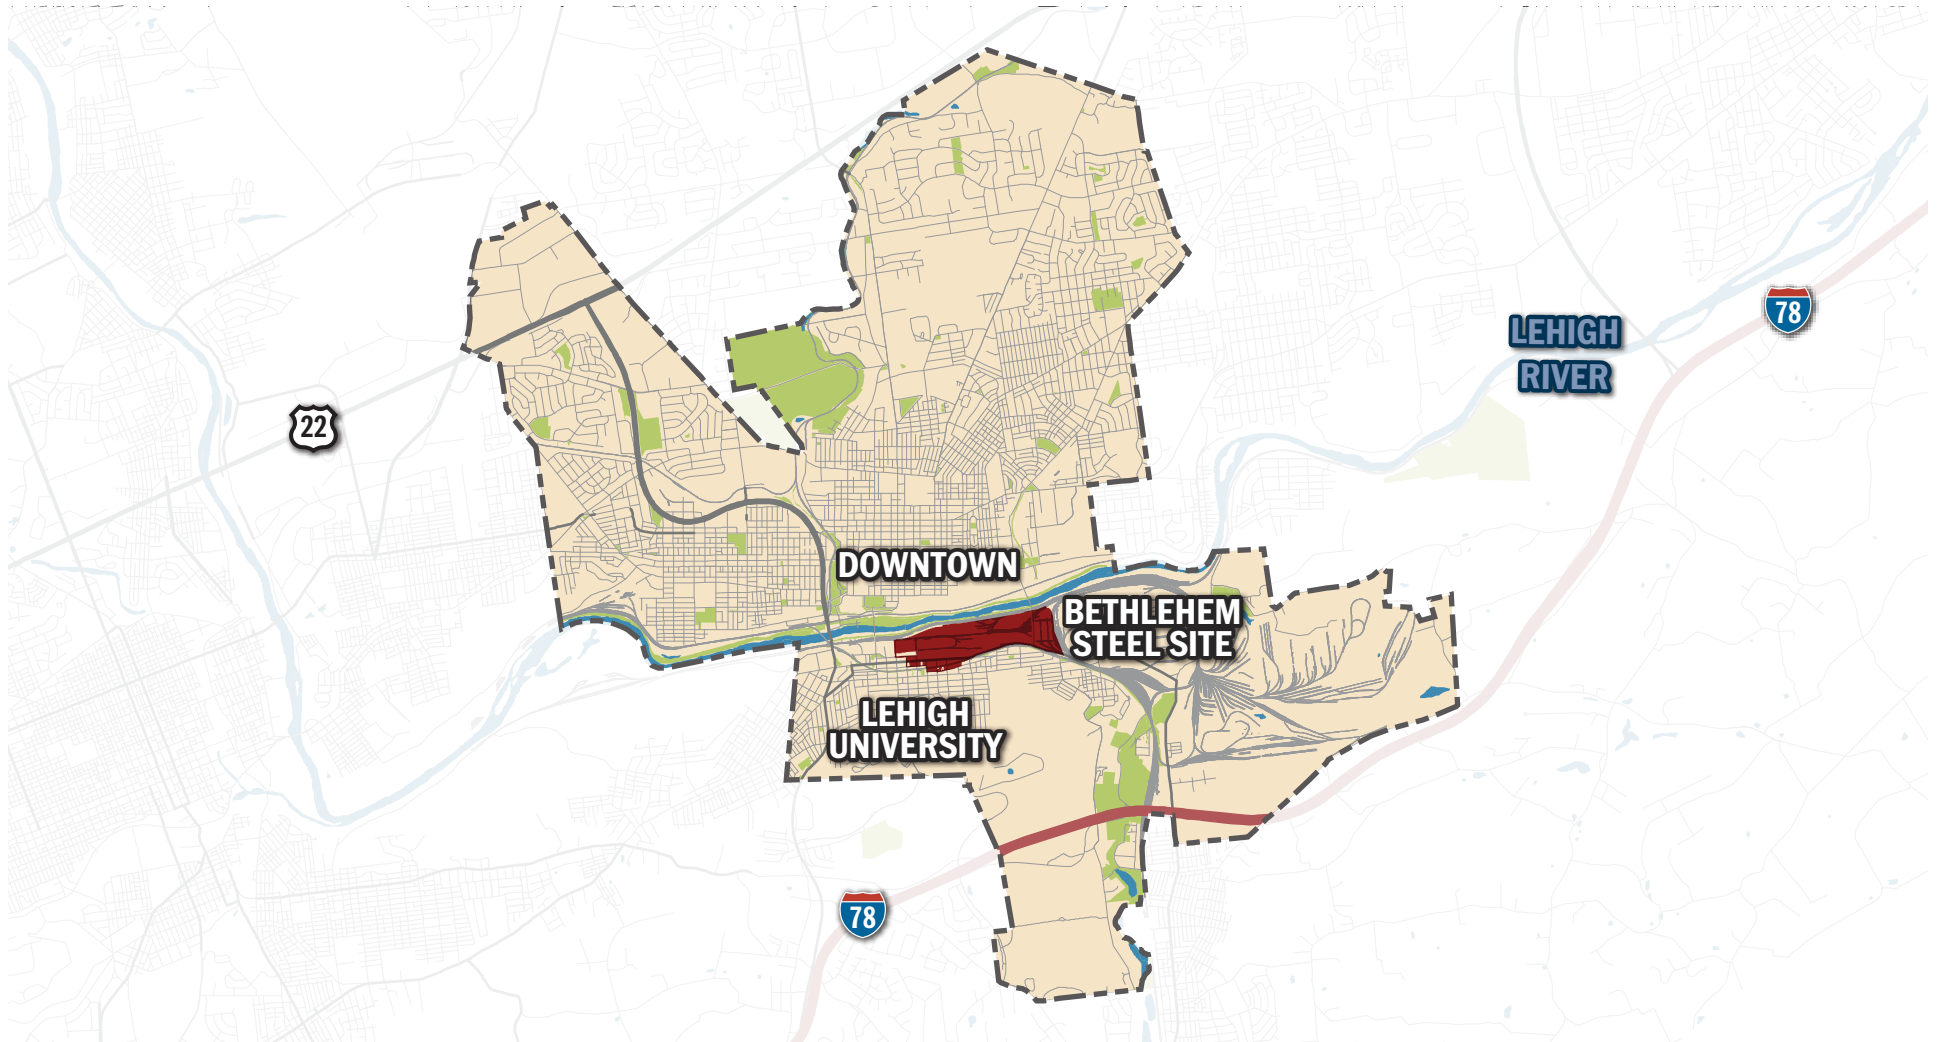 78
LEHIGH
RIVER
22
DOWNTOWN
BETHLEHEM
STEEL SITE
LEHIGH
UNIVERSITY
78